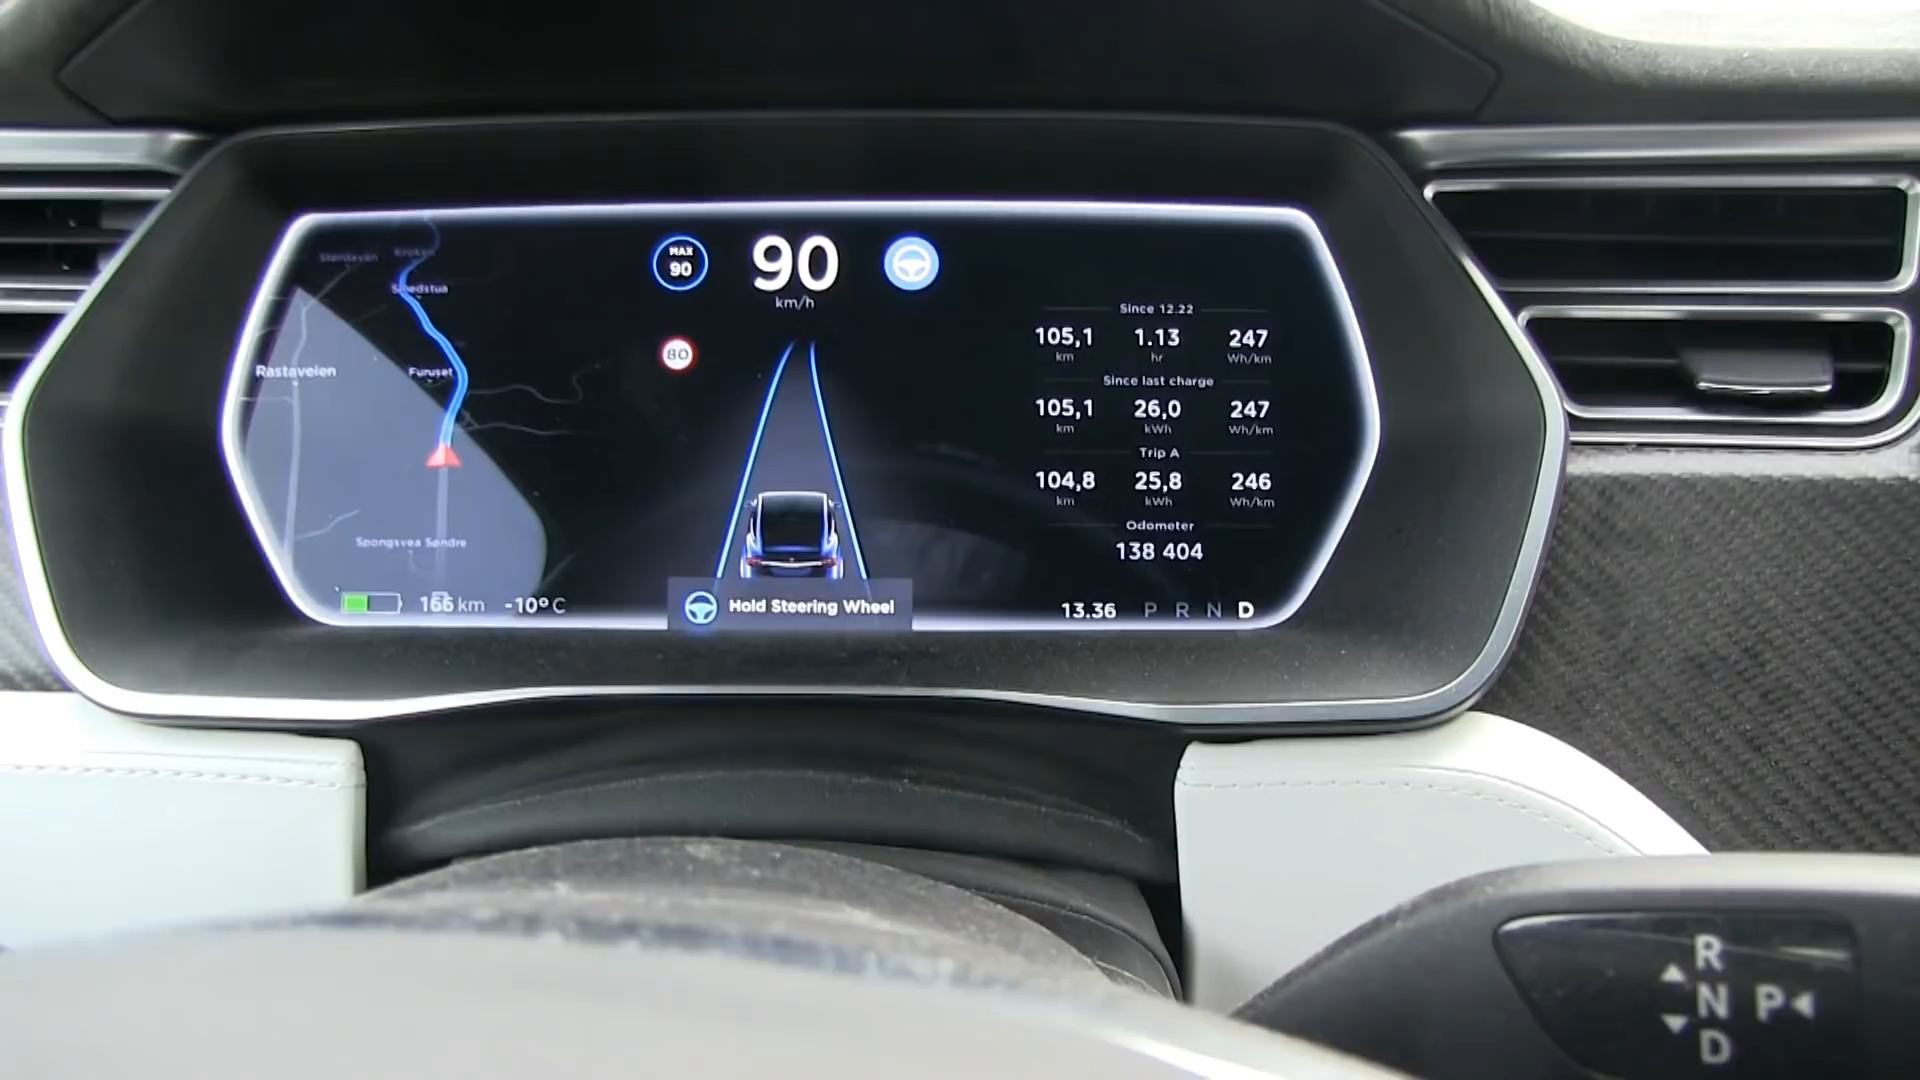 Størdavän
Kroken
Smedstua
Rastaveien
Furuset
Spongsvea Søndre
166 km -10°C
MAX
90
90
km/h
80
Hold Steering Wheel
Since 12.22
105,1 1.13 247
km hr Wh/km
Since last charge
105,1 26,0 247
km kWh Wh/km
Trip A
104,8 25,8 246
km kWh Wh/km
Odometer
138 404
13.36 P R N D
R
N P
D